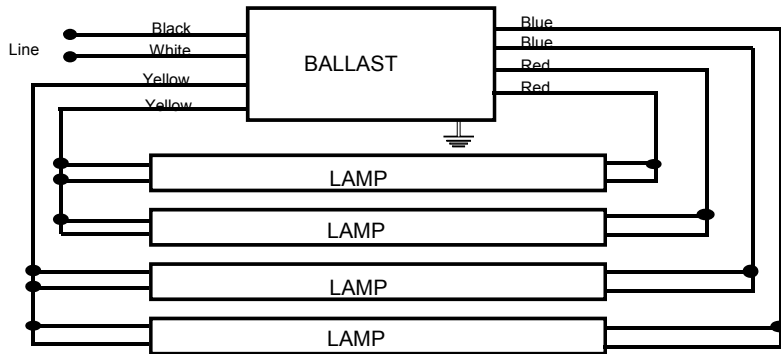 Black
Blue
Line
White
Blue
BALLAST
Yellow
Red
Yellow
Red
LAMP
LAMP
LAMP
LAMP